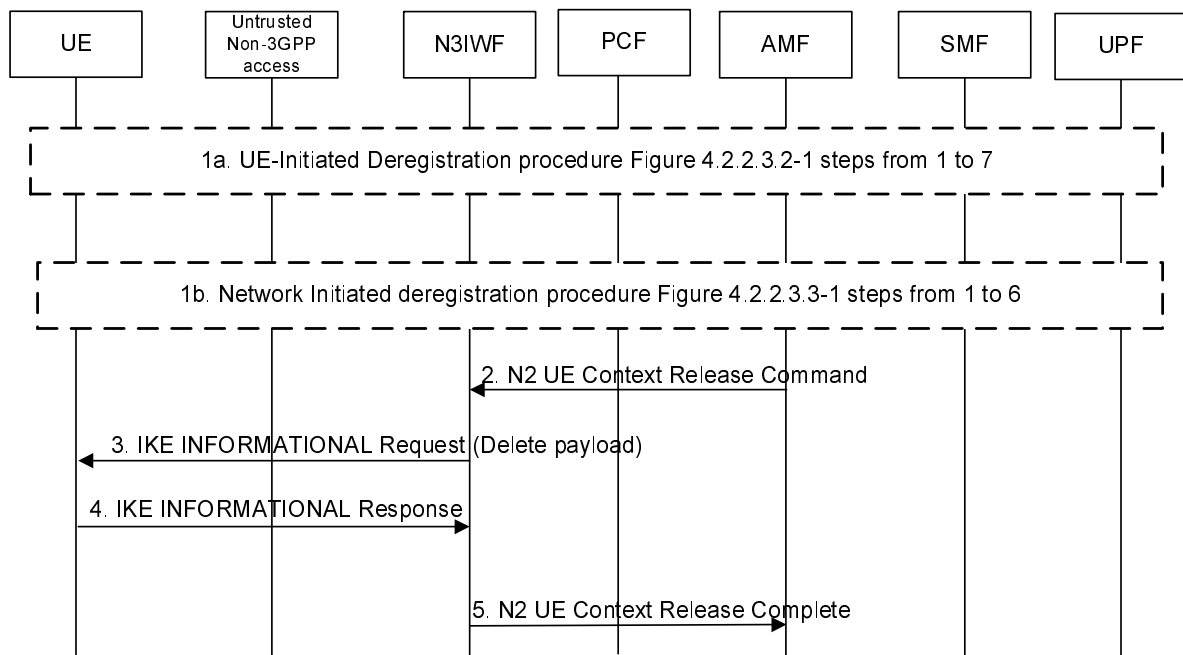 UE
Untrusted
Non-3GPP
access
N3IWF
PCF
AMF
SMF
UPF
1a. UE-Initiated Deregistration procedure Figure 4.2.2.3.2-1 steps from 1 to 7
1b. Network Initiated deregistration procedure Figure 4.2.2.3.3-1 steps from 1 to 6
2. N2 UE Context Release Command
3. IKE INFORMATIONAL Request (Delete payload)
4. IKE INFORMATIONAL Response
5. N2 UE Context Release Complete